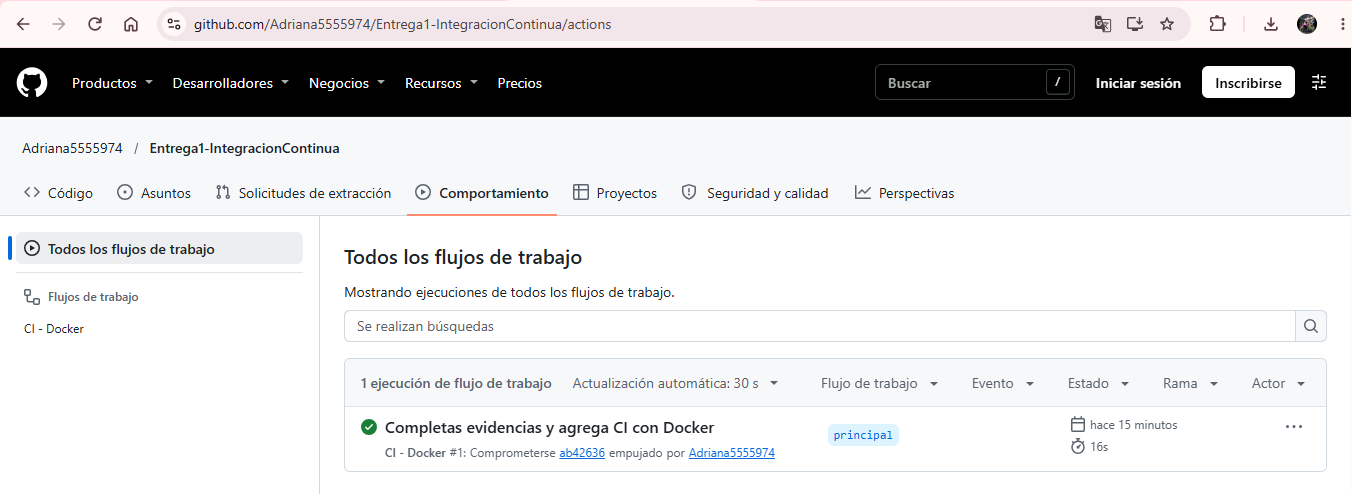 github.com/Adriana5555974/Entrega1-IntegracionContinua/actions
Productos Desarrolladores Negocios Recursos Precios Buscar / Iniciar sesión Inscribirse
Adriana5555974 / Entrega1-IntegracionContinua
Código Asuntos Solicitudes de extracción Comportamiento Proyectos Seguridad y calidad Perspectivas
Todos los flujos de trabajo
Flujos de trabajo
CI - Docker
Todos los flujos de trabajo
Mostrando ejecuciones de todos los flujos de trabajo.
Se realizan búsquedas
1 ejecución de flujo de trabajo Actualización automática: 30 s Flujo de trabajo Evento Estado Rama Actor
Completas evidencias y agrega CI con Docker
CI - Docker #1: Comprometerse ab42636 empujado por Adriana5555974
principal
hace 15 minutos
16s